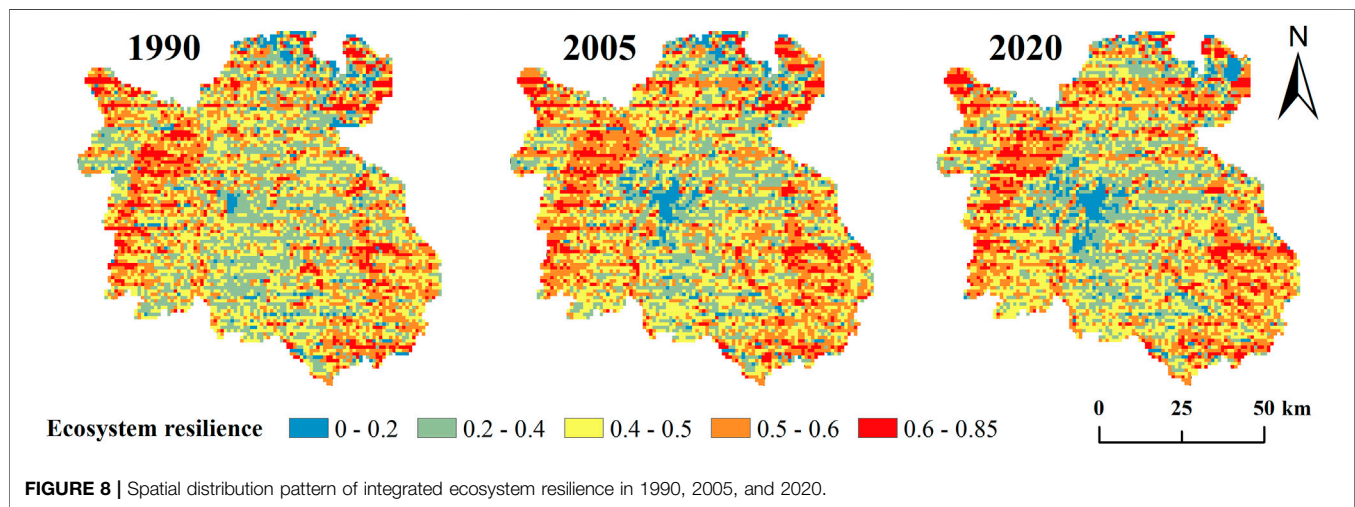 1990
2005
2020
N
Ecosystem resilience 0 - 0.2 0.2 - 0.4 0.4 - 0.5 0.5 - 0.6 0.6 - 0.85
0 25 50 km
FIGURE 8 | Spatial distribution pattern of integrated ecosystem resilience in 1990, 2005, and 2020.